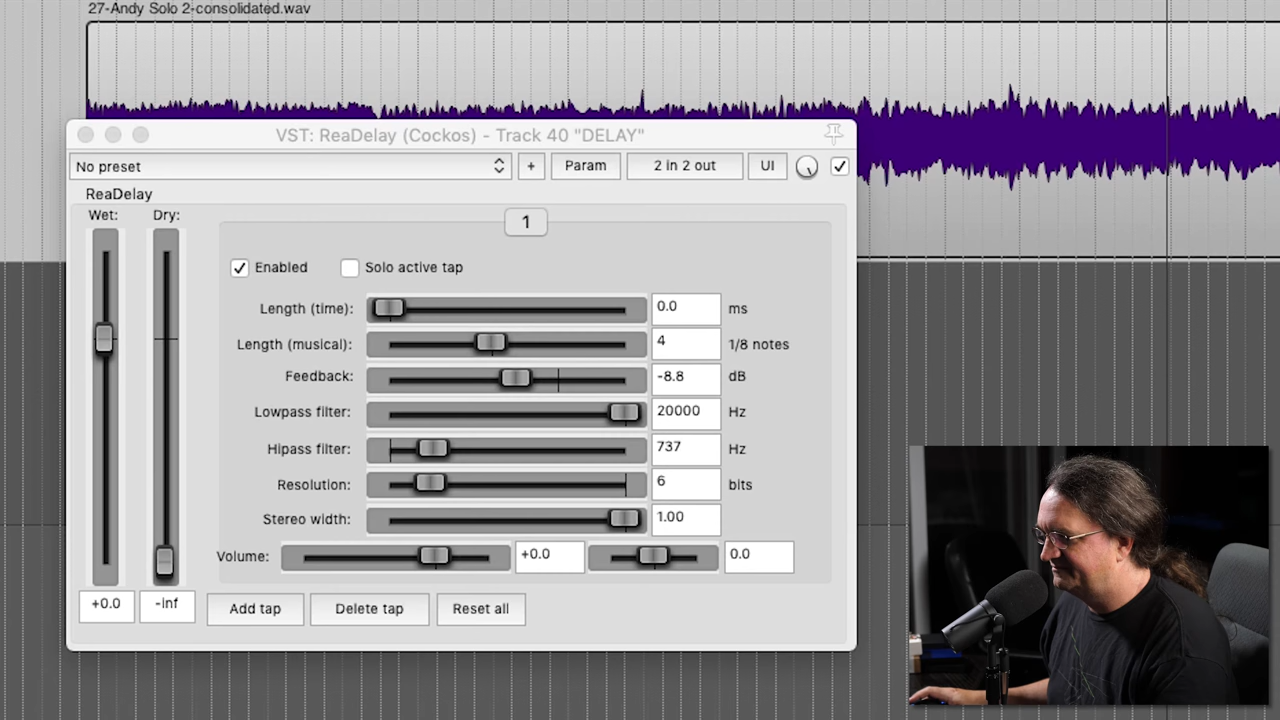 27-Andy Solo 2-consolidated.wav
VST: ReaDelay (Cockos) - Track 40 "DELAY"
No preset + Param 2 in 2 out UI
ReaDelay
Wet: Dry: 1
Enabled Solo active tap
Length (time): 0.0 ms
Length (musical): 4 1/8 notes
Feedback: -8.8 dB
Lowpass filter: 20000 Hz
Hipass filter: 737 Hz
Resolution: 6 bits
Stereo width: 1.00
Volume: +0.0 0.0
+0.0 -inf Add tap Delete tap Reset all